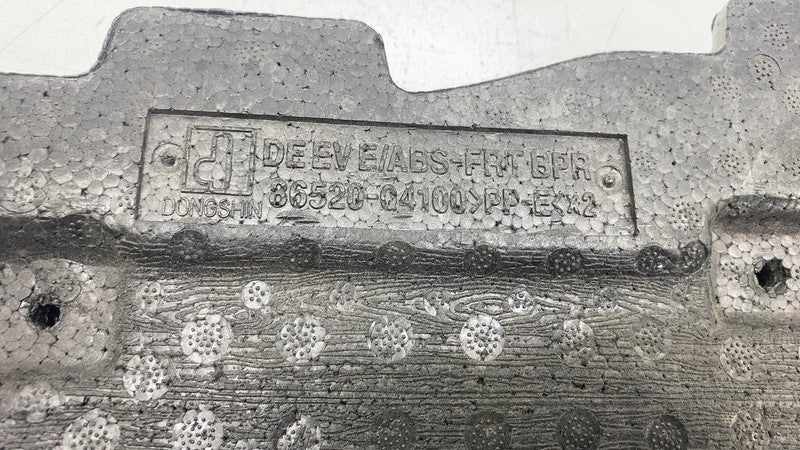 DE EV E/ABS-FRT BPR
86520-Q4100 >PP-E< X2
DONGSHIN